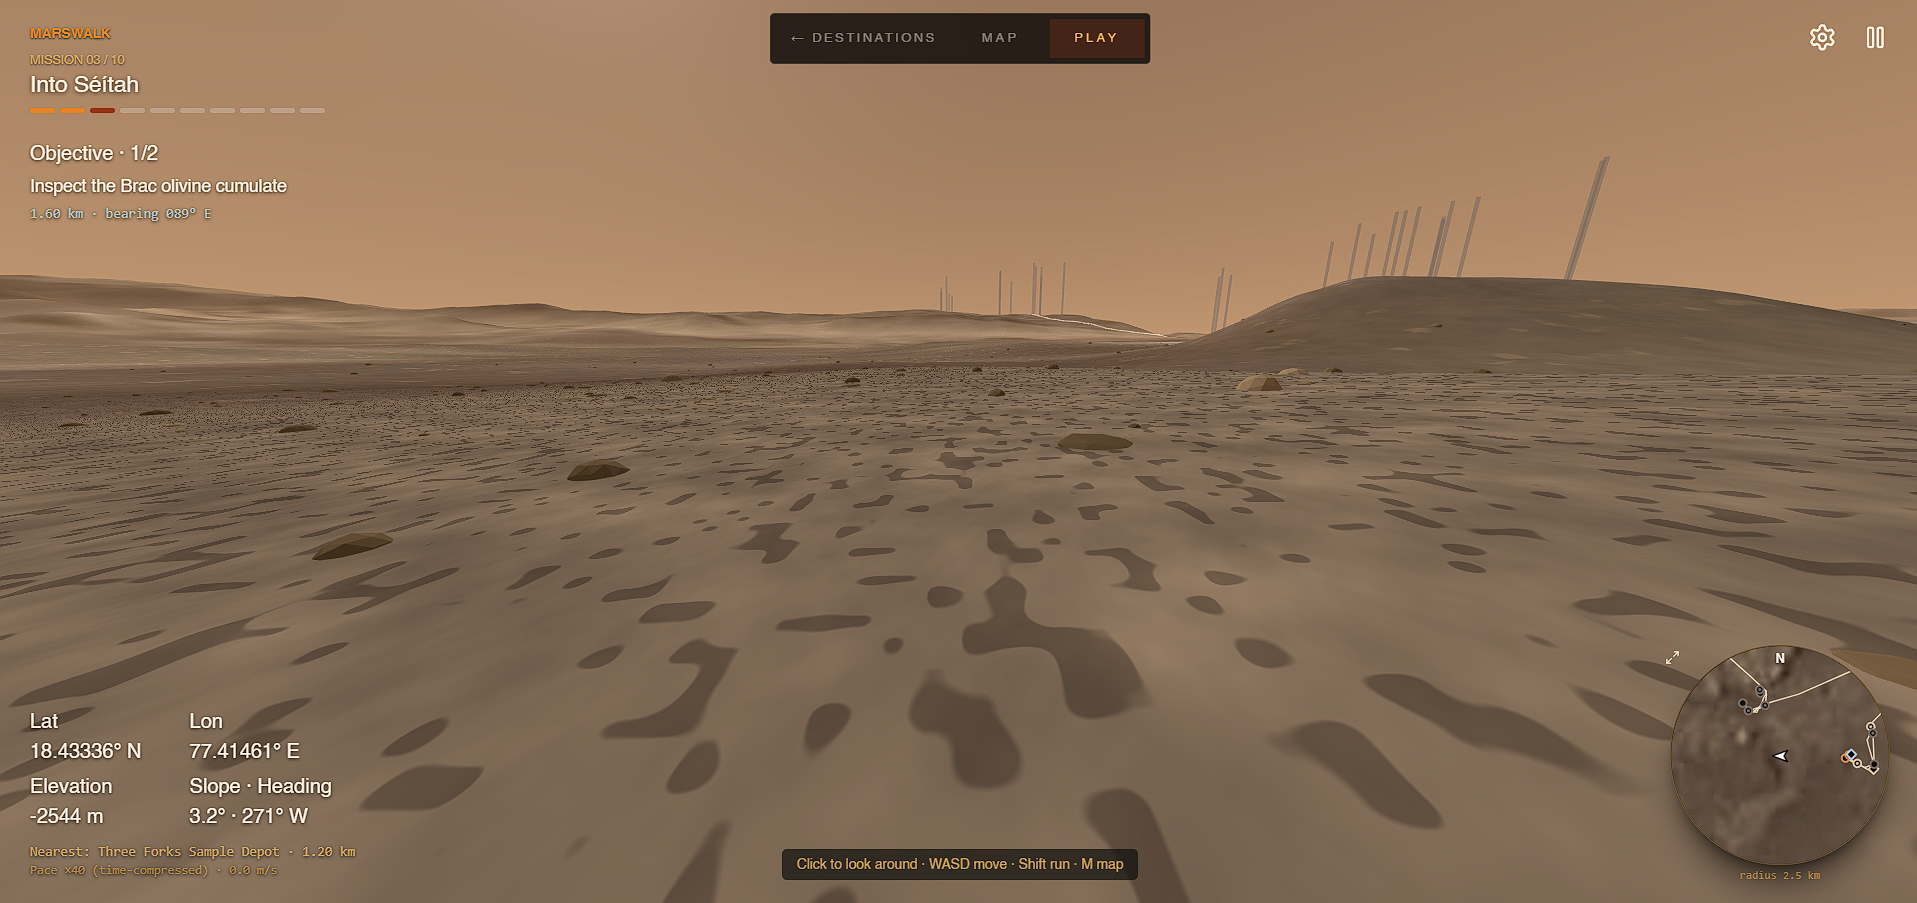 MARSWALK
MISSION 03 / 10
Into Séítah
Objective · 1/2
Inspect the Brac olivine cumulate
1.60 km · bearing 089° E
← DESTINATIONS MAP PLAY
Lat Lon
18.43336° N 77.41461° E
Elevation Slope · Heading
-2544 m 3.2° · 271° W
Nearest: Three Forks Sample Depot · 1.20 km
Pace ×40 (time-compressed) · 0.0 m/s
Click to look around · WASD move · Shift run · M map
N
radius 2.5 km